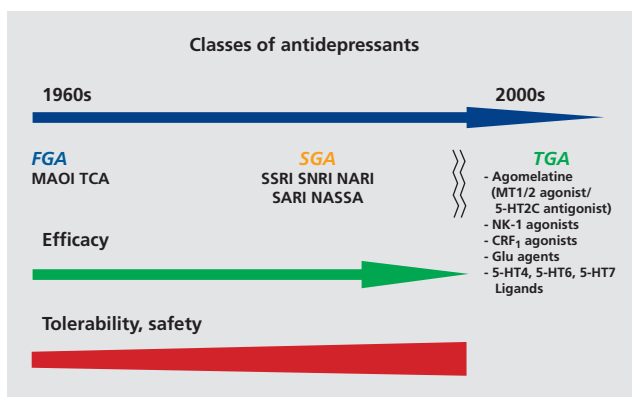 Classes of antidepressants
1960s
2000s
FGA
MAOI TCA
SGA
SSRI SNRI NARI
SARI NASSA
TGA
- Agomelatine
(MT1/2 agonist/
5-HT2C antigonist)
- NK-1 agonists
- CRF₁ agonists
- Glu agents
- 5-HT4, 5-HT6, 5-HT7
Ligands
Efficacy
Tolerability, safety